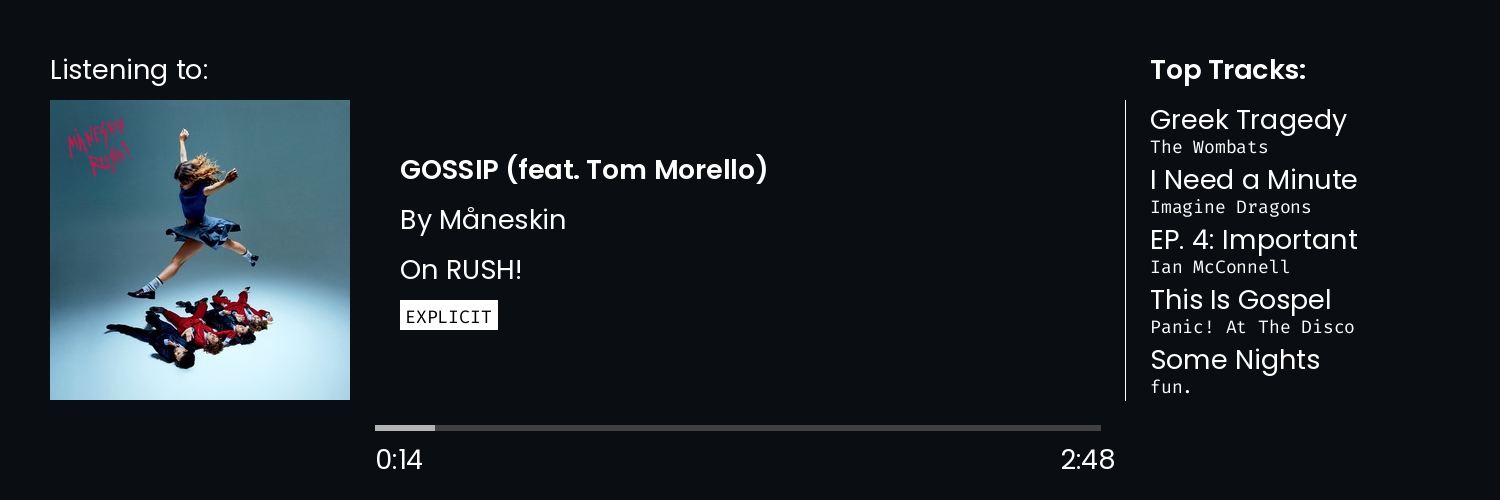 Listening to:
MÅNESKIN
RUSH!
GOSSIP (feat. Tom Morello)
By Måneskin
On RUSH!
EXPLICIT
0:14
2:48
Top Tracks:
Greek Tragedy
The Wombats
I Need a Minute
Imagine Dragons
EP. 4: Important
Ian McConnell
This Is Gospel
Panic! At The Disco
Some Nights
fun.